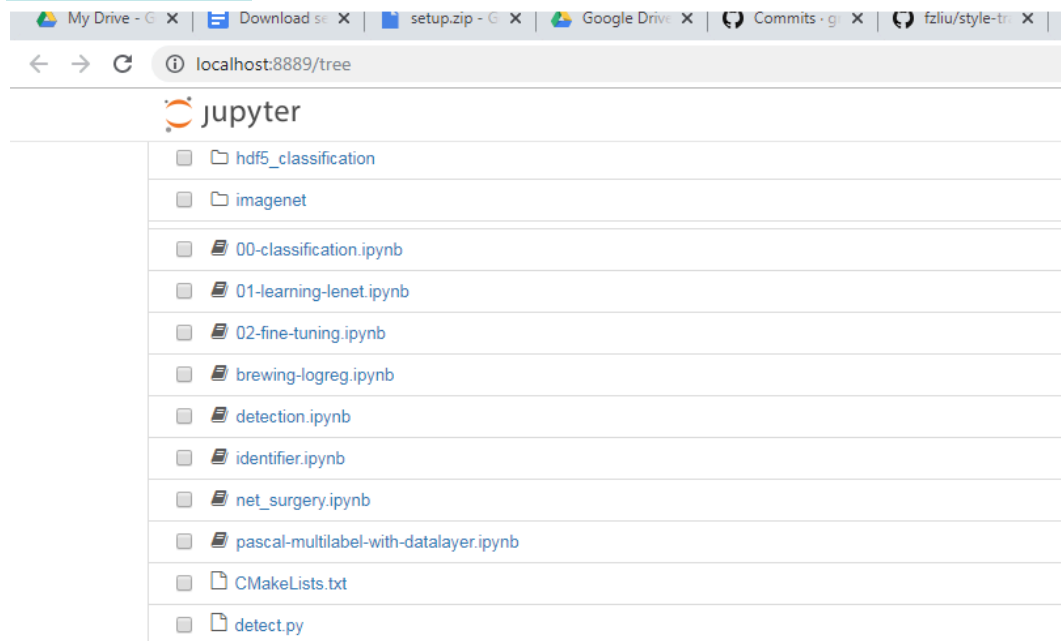 My Drive - G
Download se
setup.zip - G
Google Drive
Commits · g
fzliu/style-tr
localhost:8889/tree
jupyter
hdf5_classification
imagenet
00-classification.ipynb
01-learning-lenet.ipynb
02-fine-tuning.ipynb
brewing-logreg.ipynb
detection.ipynb
identifier.ipynb
net_surgery.ipynb
pascal-multilabel-with-datalayer.ipynb
CMakeLists.txt
detect.py